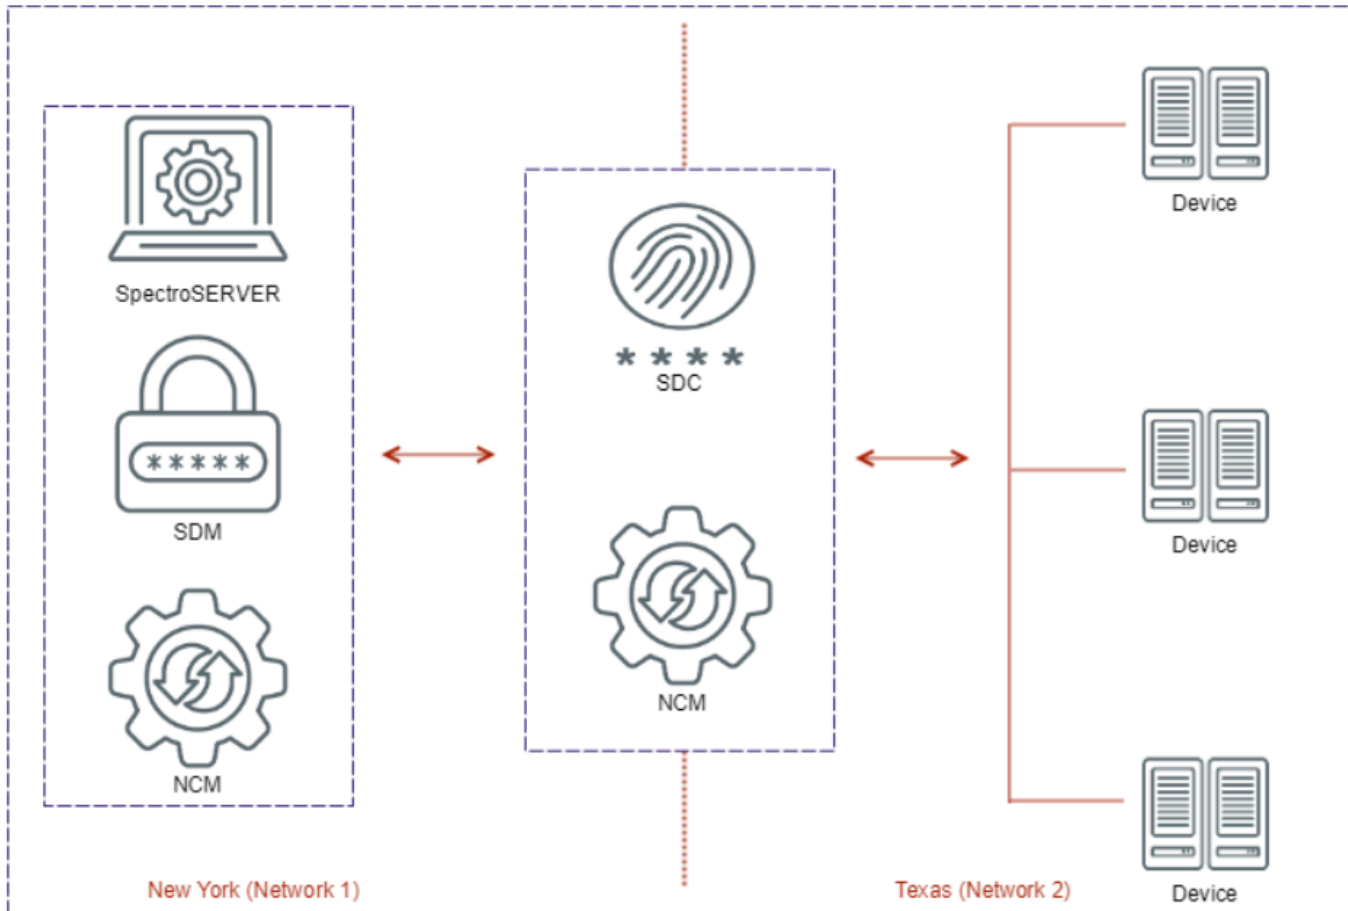 SpectroSERVER
*****
SDM
NCM
New York (Network 1)
* * * *
SDC
NCM
Device
Device
Device
Texas (Network 2)